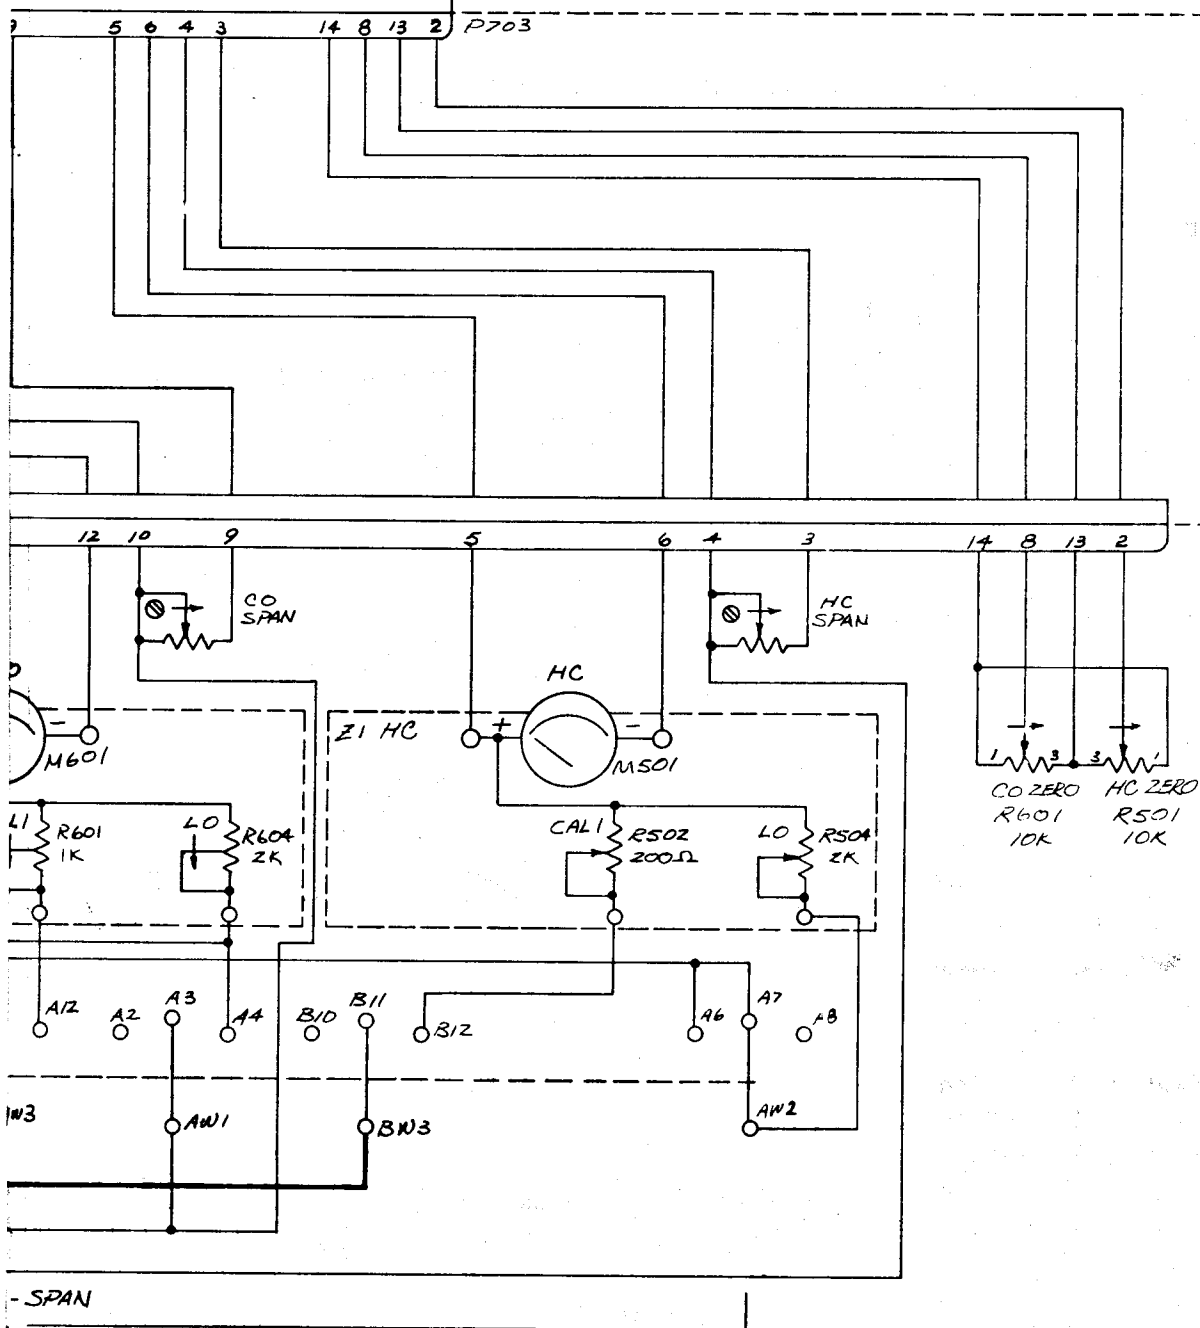 9 5 6 4 3 14 8 13 2 P703
12 10 9 5 6 4 3 14 8 13 2
CO
SPAN
HC
SPAN
HC
Z1 HC
+
-
M501
-
M601
1 3 3 1
CO ZERO
R601
10K
HC ZERO
R501
10K
R601
1K
LO
R604
2K
CAL1
R502
200Ω
LO
R504
2K
A12 A2 A3 A4 B10 B11 B12 A6 A7 A8
W3 AW1 BW3 AW2
- SPAN